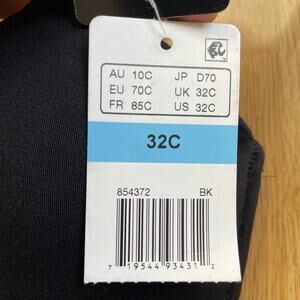 AU 10C JP D70
EU 70C UK 32C
FR 85C US 32C
32C
854372 BK
7 19544 93431 2